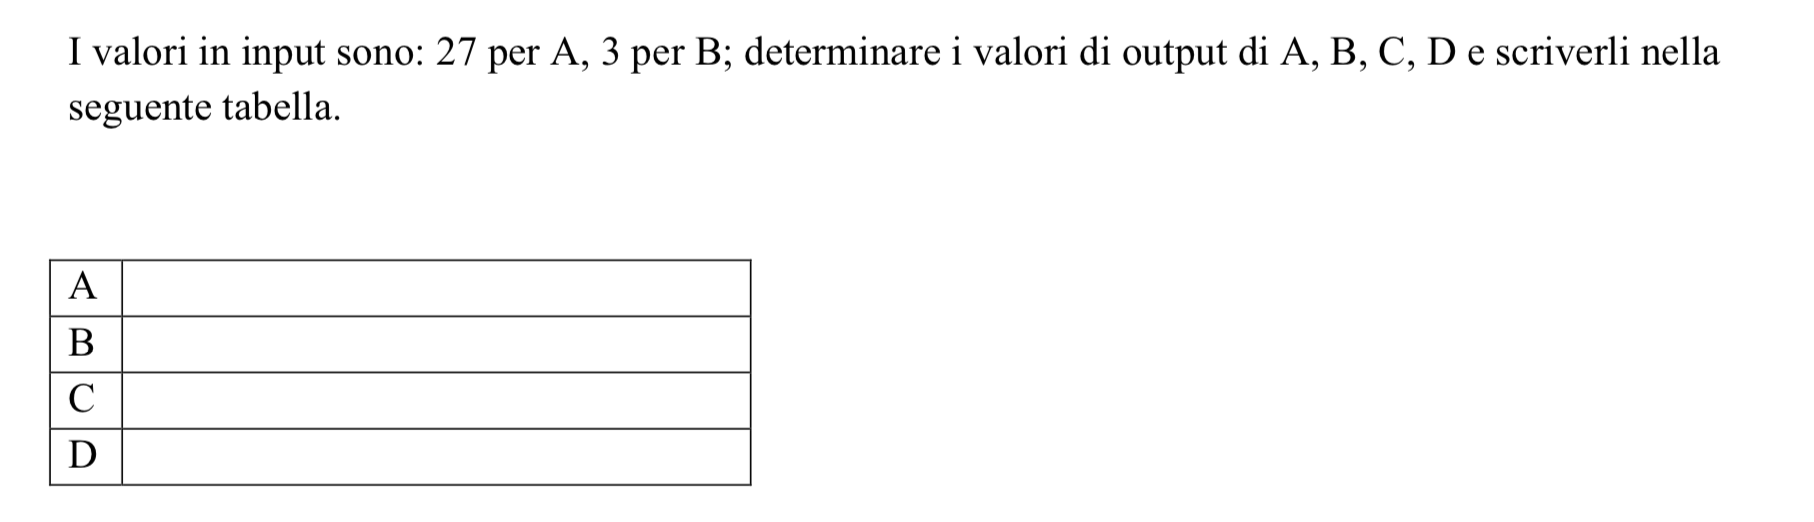 I valori in input sono: 27 per A, 3 per B; determinare i valori di output di A, B, C, D e scriverli nella
seguente tabella.
A
B
C
D